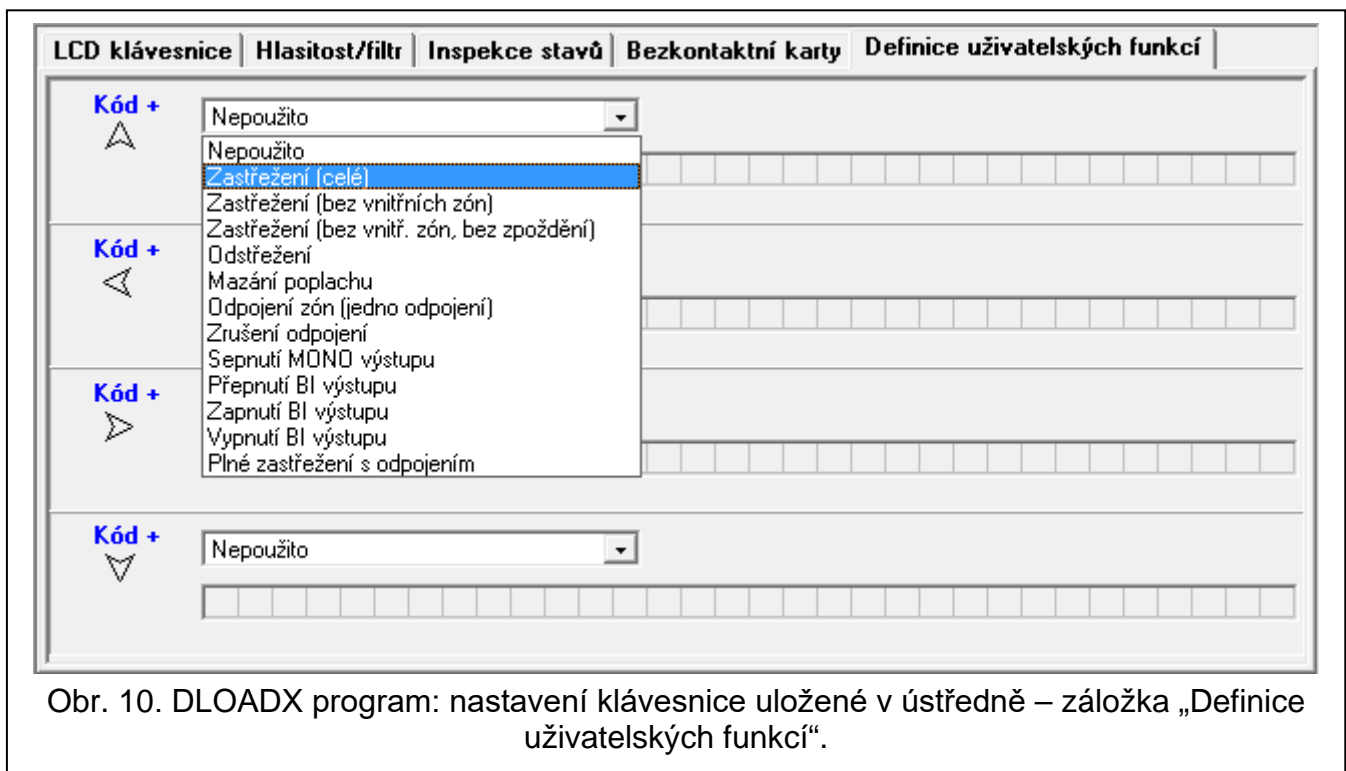 LCD klávesnice Hlasitost/filtr Inspekce stavů Bezkontaktní karty Definice uživatelských funkcí
Kód +
Nepoužito
Nepoužito
Zastřežení (celé)
Zastřežení (bez vnitřních zón)
Zastřežení (bez vnitř. zón, bez zpoždění)
Kód +
Odstřežení
Mazání poplachu
Odpojení zón (jedno odpojení)
Zrušení odpojení
Sepnutí MONO výstupu
Kód +
Přepnutí BI výstupu
Zapnutí BI výstupu
Vypnutí BI výstupu
Plné zastřežení s odpojením
Kód +
Nepoužito
Obr. 10. DLOADX program: nastavení klávesnice uložené v ústředně – záložka „Definice
uživatelských funkcí“.